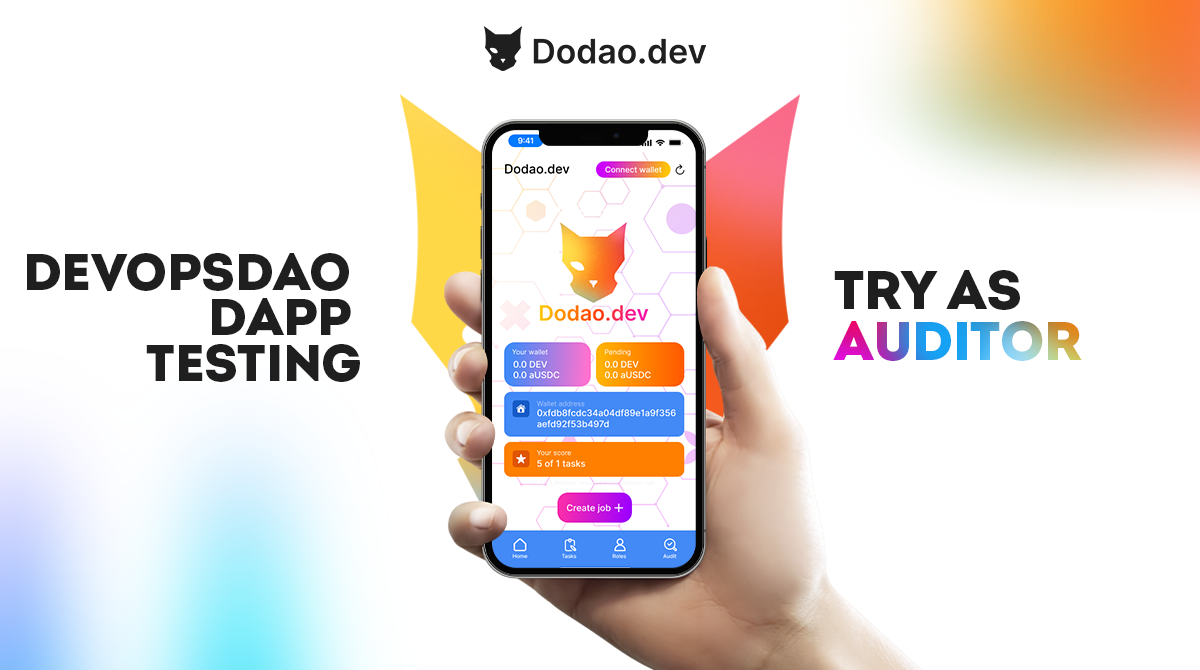 Dodao.dev
DEVOPSDAO
DAPP
TESTING
TRY AS
AUDITOR
9:41
Dodao.dev
Connect wallet
Dodao.dev
Your wallet
0.0 DEV
0.0 aUSDC
Pending
0.0 DEV
0.0 aUSDC
Wallet address
0xfdb8fcdc34a04df89e1a9f356
aefd92f53b497d
Your score
5 of 1 tasks
Create job +
Home
Tasks
Roles
Audit